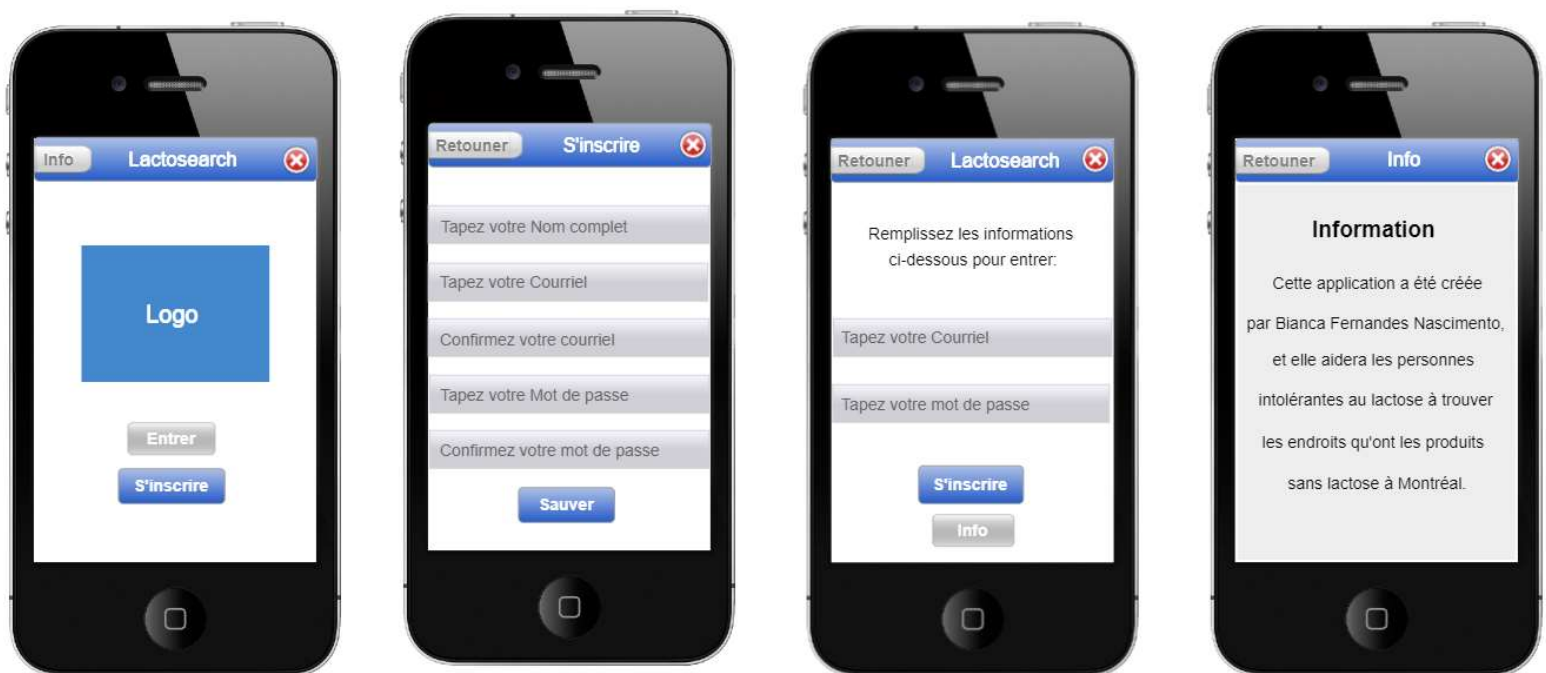 Info
Lactosearch
Logo
Entrer
S'inscrire
Retouner
S'inscrire
Tapez votre Nom complet
Tapez votre Courriel
Confirmez votre courriel
Tapez votre Mot de passe
Confirmez votre mot de passe
Sauver
Retouner
Lactosearch
Remplissez les informations
ci-dessous pour entrer:
Tapez votre Courriel
Tapez votre mot de passe
S'inscrire
Info
Retouner
Info
Information
Cette application a été créée
par Bianca Fernandes Nascimento,
et elle aidera les personnes
intolérantes au lactose à trouver
les endroits qu'ont les produits
sans lactose à Montréal.